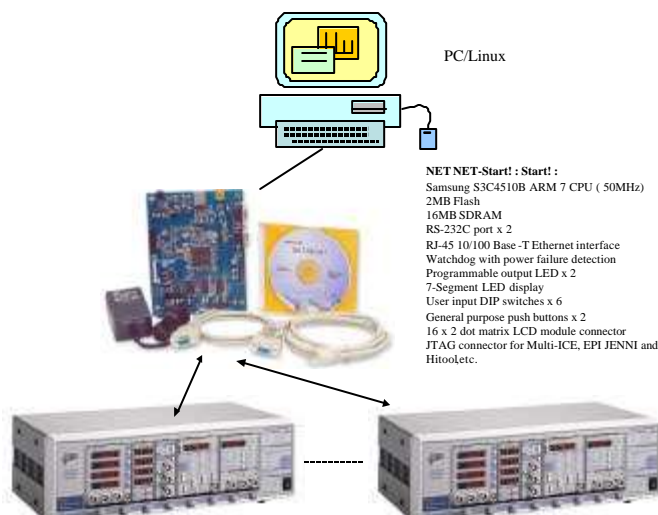 PC/Linux
NET NET-Start! : Start! :
Samsung S3C4510B ARM 7 CPU ( 50MHz)
2MB Flash
16MB SDRAM
RS-232C port x 2
RJ-45 10/100 Base -T Ethernet interface
Watchdog with power failure detection
Programmable output LED x 2
7-Segment LED display
User input DIP switches x 6
General purpose push buttons x 2
16 x 2 dot matrix LCD module connector
JTAG connector for Multi-ICE, EPI JENNI and
Hitool,etc.